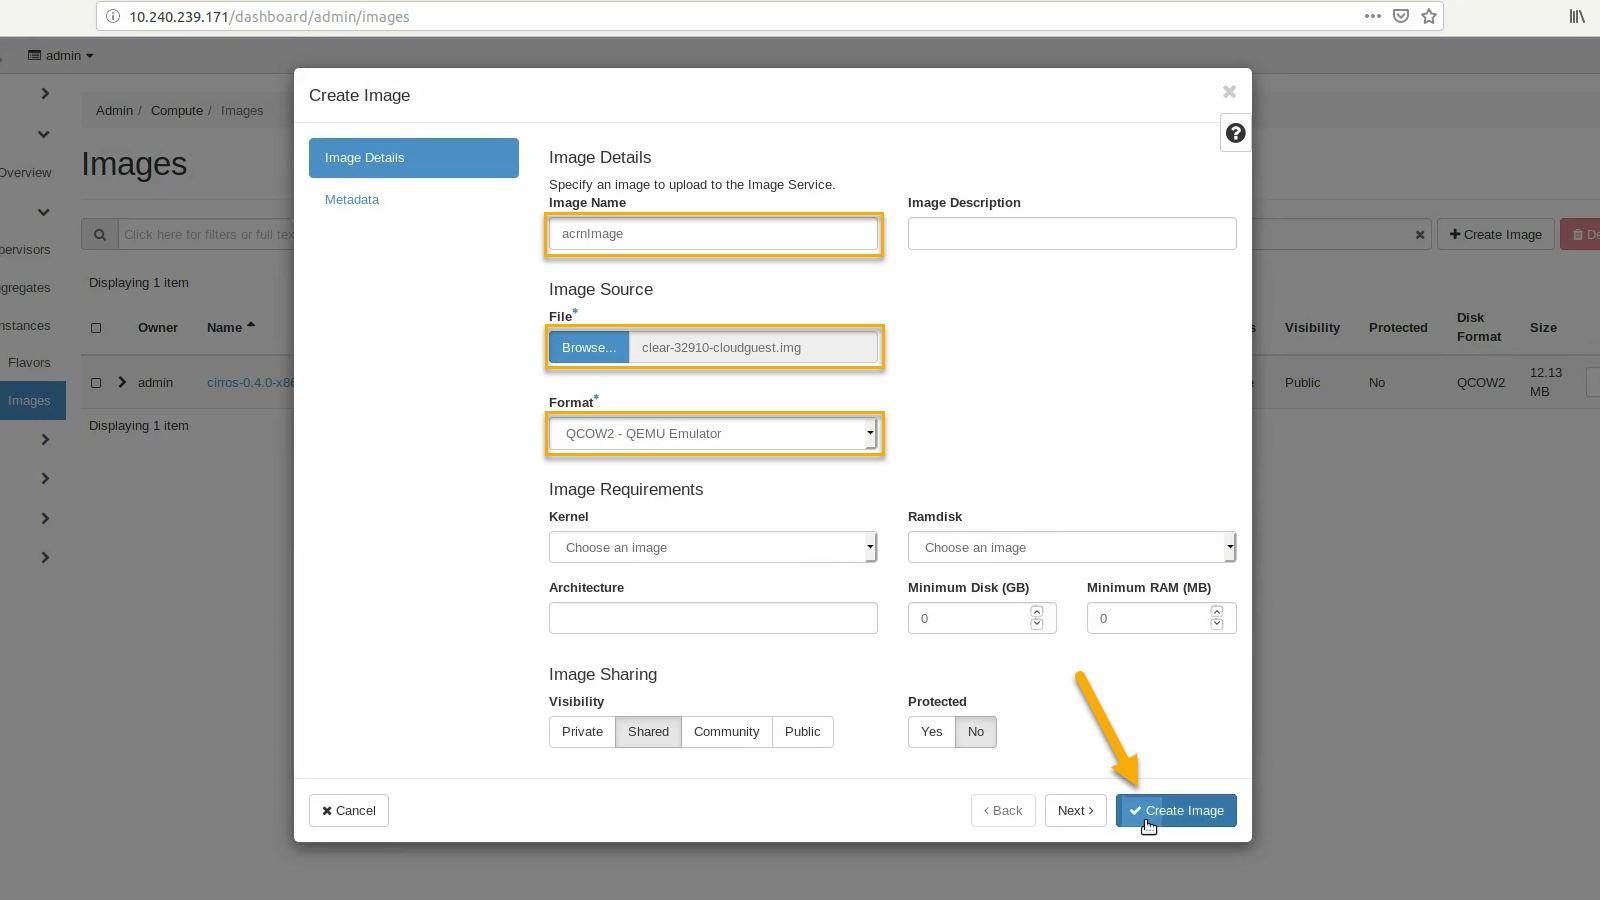 10.240.239.171/dashboard/admin/images
admin
Admin / Compute / Images
Images
Overview
Click here for filters or full tex
Create Image
De
Displaying 1 item
Owner Name
Visibility Protected Disk Format Size
Flavors
admin cirros-0.4.0-x86
Public No QCOW2 12.13 MB
Images
Displaying 1 item
Create Image
Image Details
Metadata
Image Details
Specify an image to upload to the Image Service.
Image Name Image Description
acrnImage
Image Source
File*
Browse... clear-32910-cloudguest.img
Format*
QCOW2 - QEMU Emulator
Image Requirements
Kernel Ramdisk
Choose an image Choose an image
Architecture Minimum Disk (GB) Minimum RAM (MB)
0 0
Image Sharing
Visibility Protected
Private Shared Community Public Yes No
Cancel < Back Next > Create Image